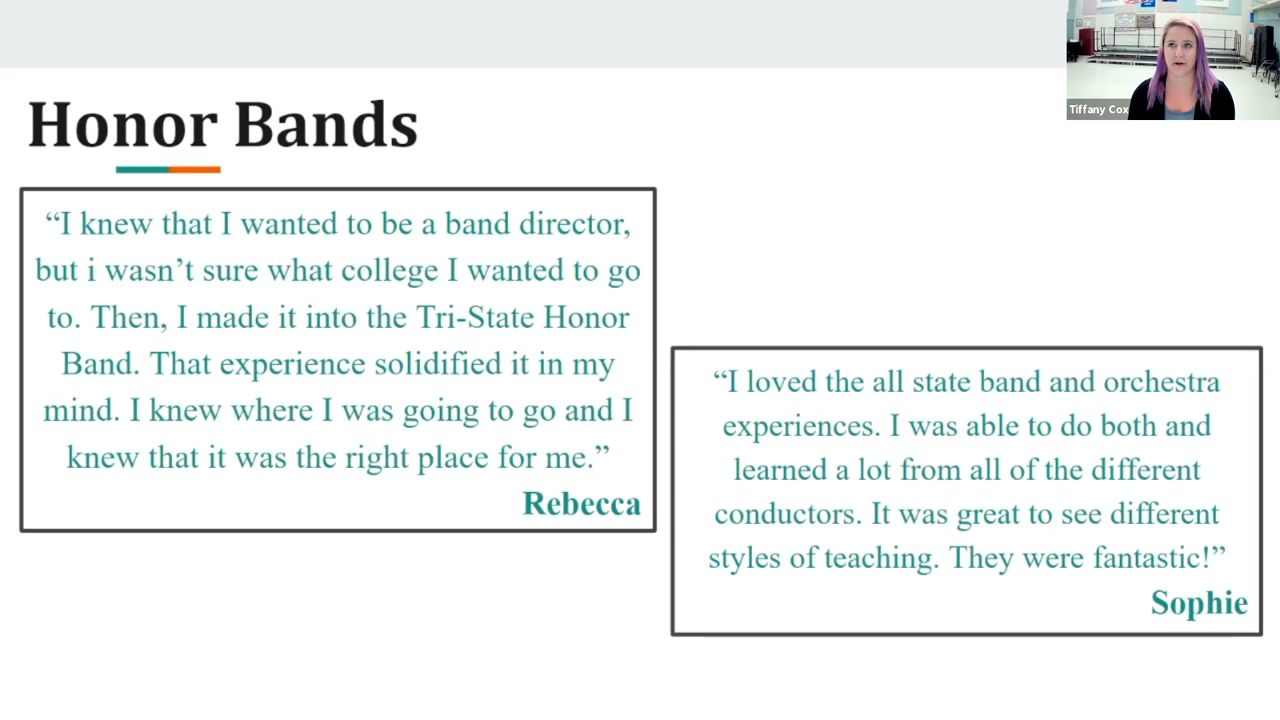 Honor Bands
“I knew that I wanted to be a band director,
but i wasn’t sure what college I wanted to go
to. Then, I made it into the Tri-State Honor
Band. That experience solidified it in my
mind. I knew where I was going to go and I
knew that it was the right place for me.”
Rebecca
“I loved the all state band and orchestra
experiences. I was able to do both and
learned a lot from all of the different
conductors. It was great to see different
styles of teaching. They were fantastic!”
Sophie
Tiffany Cox